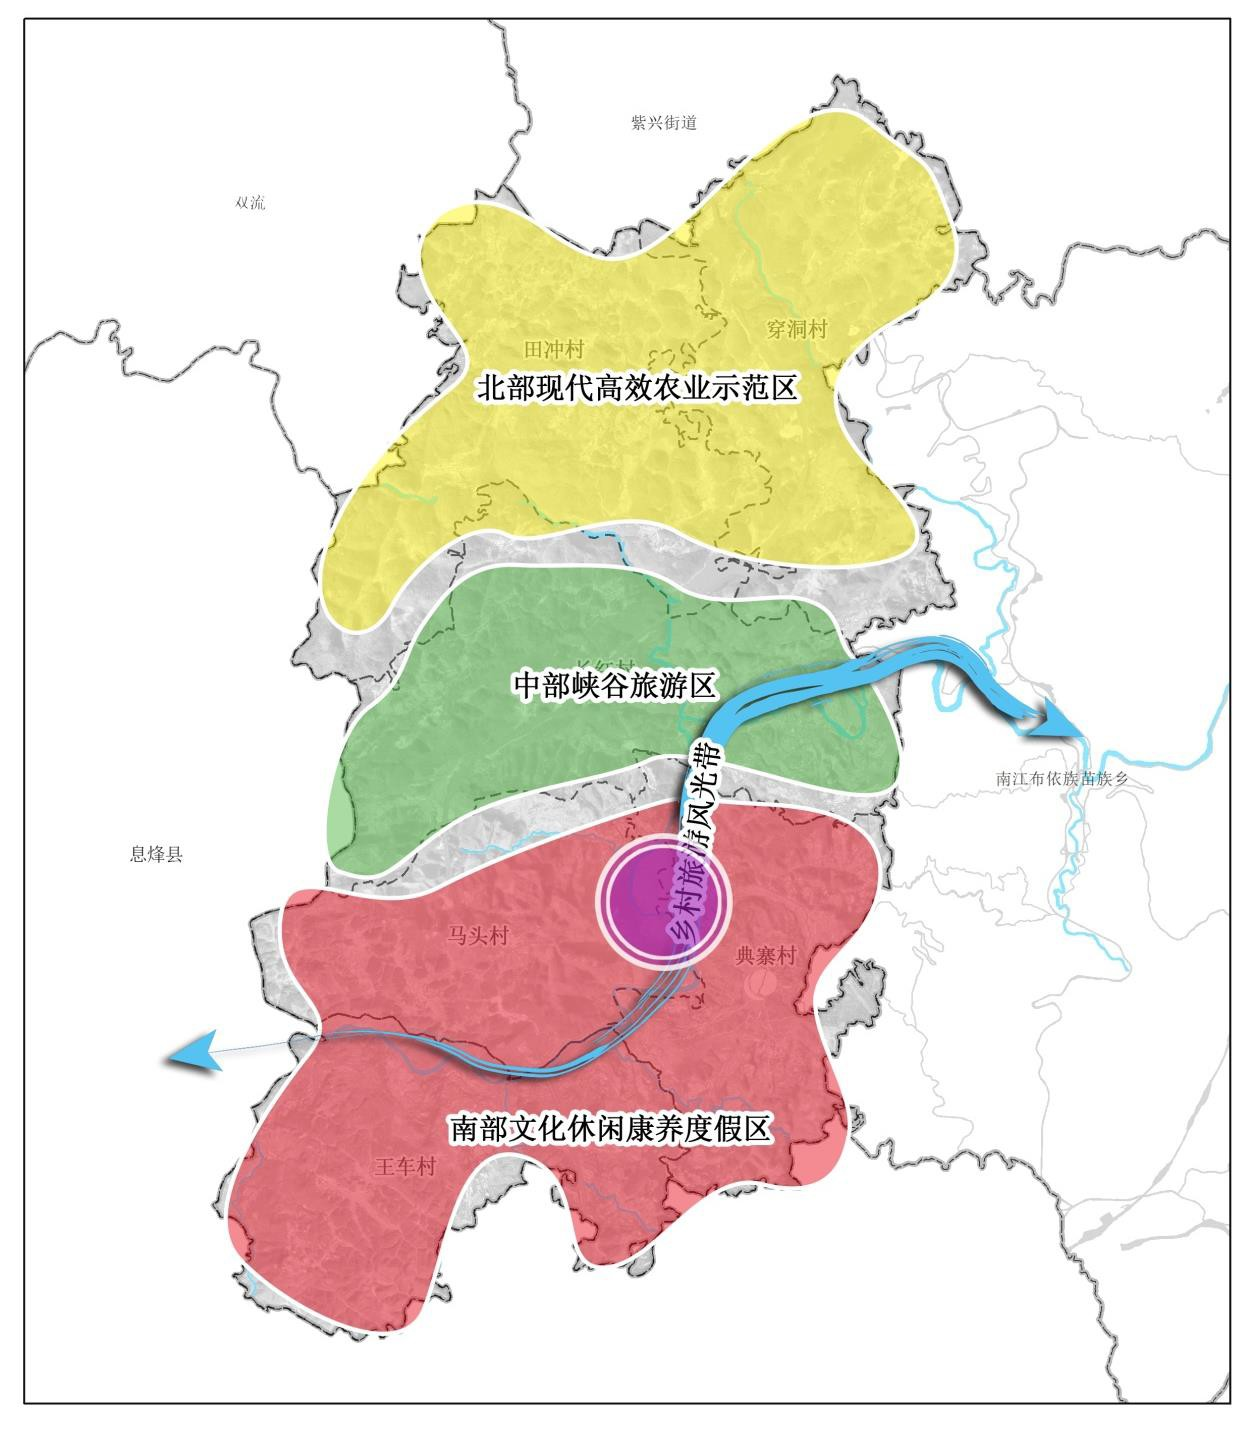 紫兴街道
双流
穿洞村
田冲村
北部现代高效农业示范区
长红村
中部峡谷旅游区
乡村旅游风光带
南江布依族苗族乡
息烽县
马头村
典寨村
南部文化休闲康养度假区
王车村